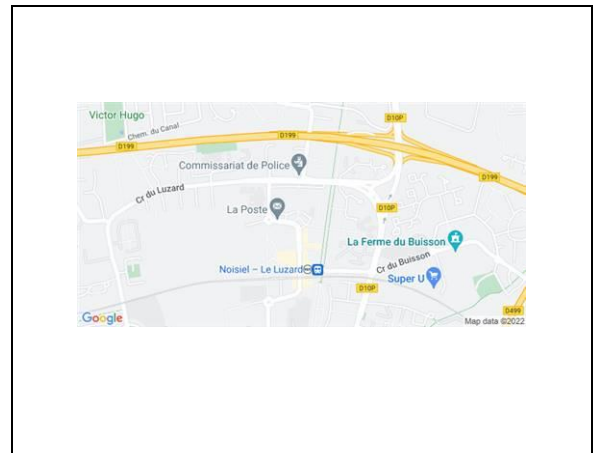 Victor Hugo
D10P
Chem. du Canal
D199
D199
Commissariat de Police
D199
Cr du Luzard
La Poste
D10P
La Ferme du Buisson
Noisiel – Le Luzard
Cr du Buisson
Super U
D10P
D499
Google
Map data ©2022